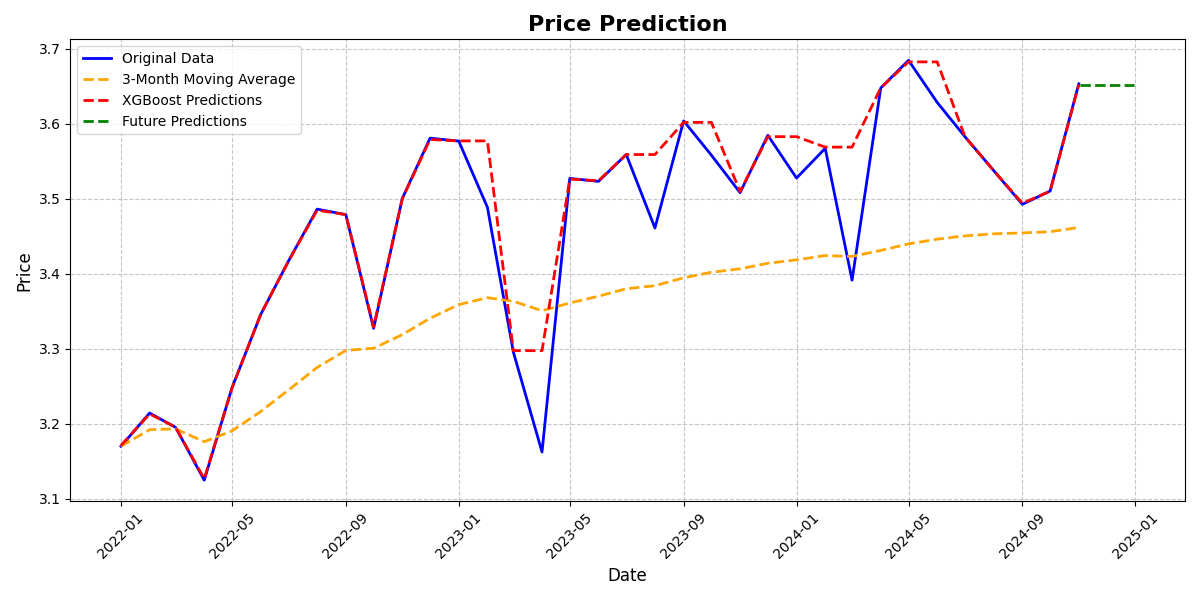 Price Prediction
Original Data
3-Month Moving Average
XGBoost Predictions
Future Predictions
Price
3.7
3.6
3.5
3.4
3.3
3.2
3.1
2022-01
2022-05
2022-09
2023-01
2023-05
2023-09
2024-01
2024-05
2024-09
2025-01
Date